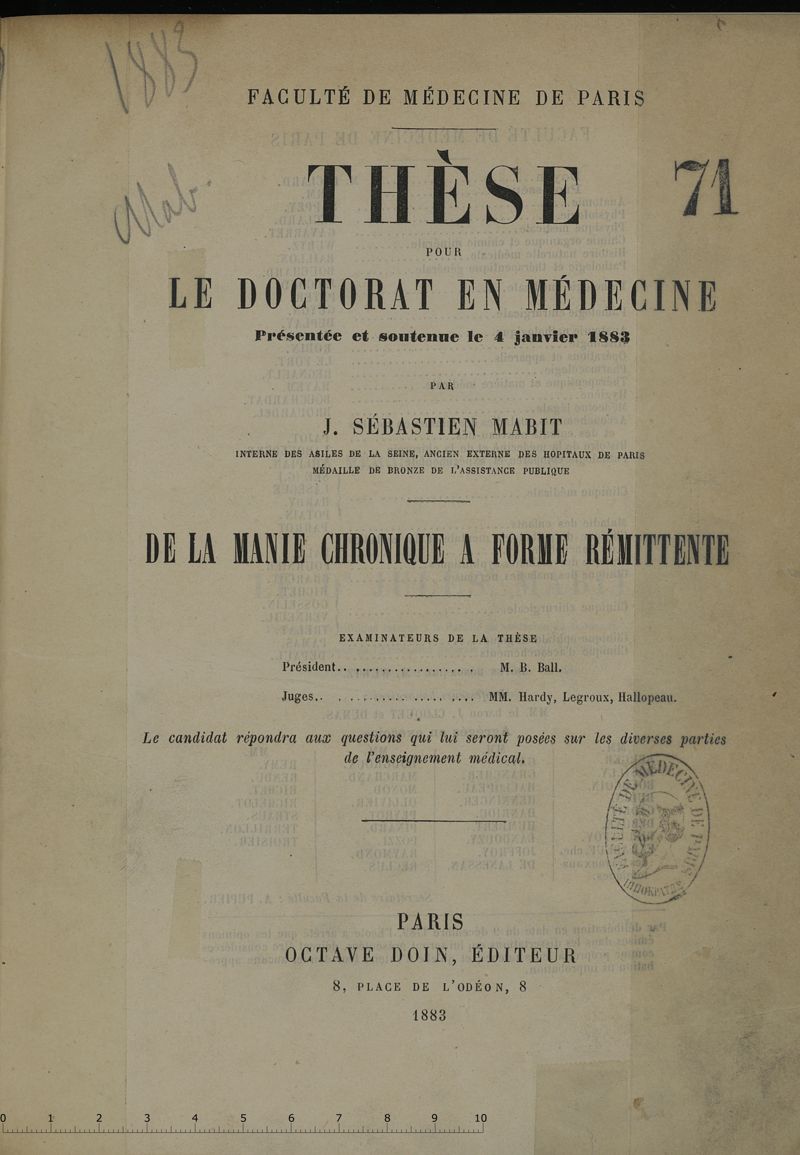 1883
FACULTÉ DE MÉDECINE DE PARIS
THÈSE
71
POUR
LE DOCTORAT EN MÉDECINE
Présentée et soutenue le 4 janvier 1883
PAR
J. SÉBASTIEN MABIT
INTERNE DES ASILES DE LA SEINE, ANCIEN EXTERNE DES HOPITAUX DE PARIS
MÉDAILLE DE BRONZE DE L'ASSISTANCE PUBLIQUE
DE LA MANIE CHRONIQUE A FORME RÉMITTENTE
EXAMINATEURS DE LA THÈSE
Président.. .................. M. B. Ball.
Juges.. .......................... MM. Hardy, Legroux, Hallopeau.
Le candidat répondra aux questions qui lui seront posées sur les diverses parties
de l'enseignement médical.
MÉDECINE DE
PARIS
OCTAVE DOIN, ÉDITEUR
8, PLACE DE L'ODÉON, 8
1883
0 1 2 3 4 5 6 7 8 9 10